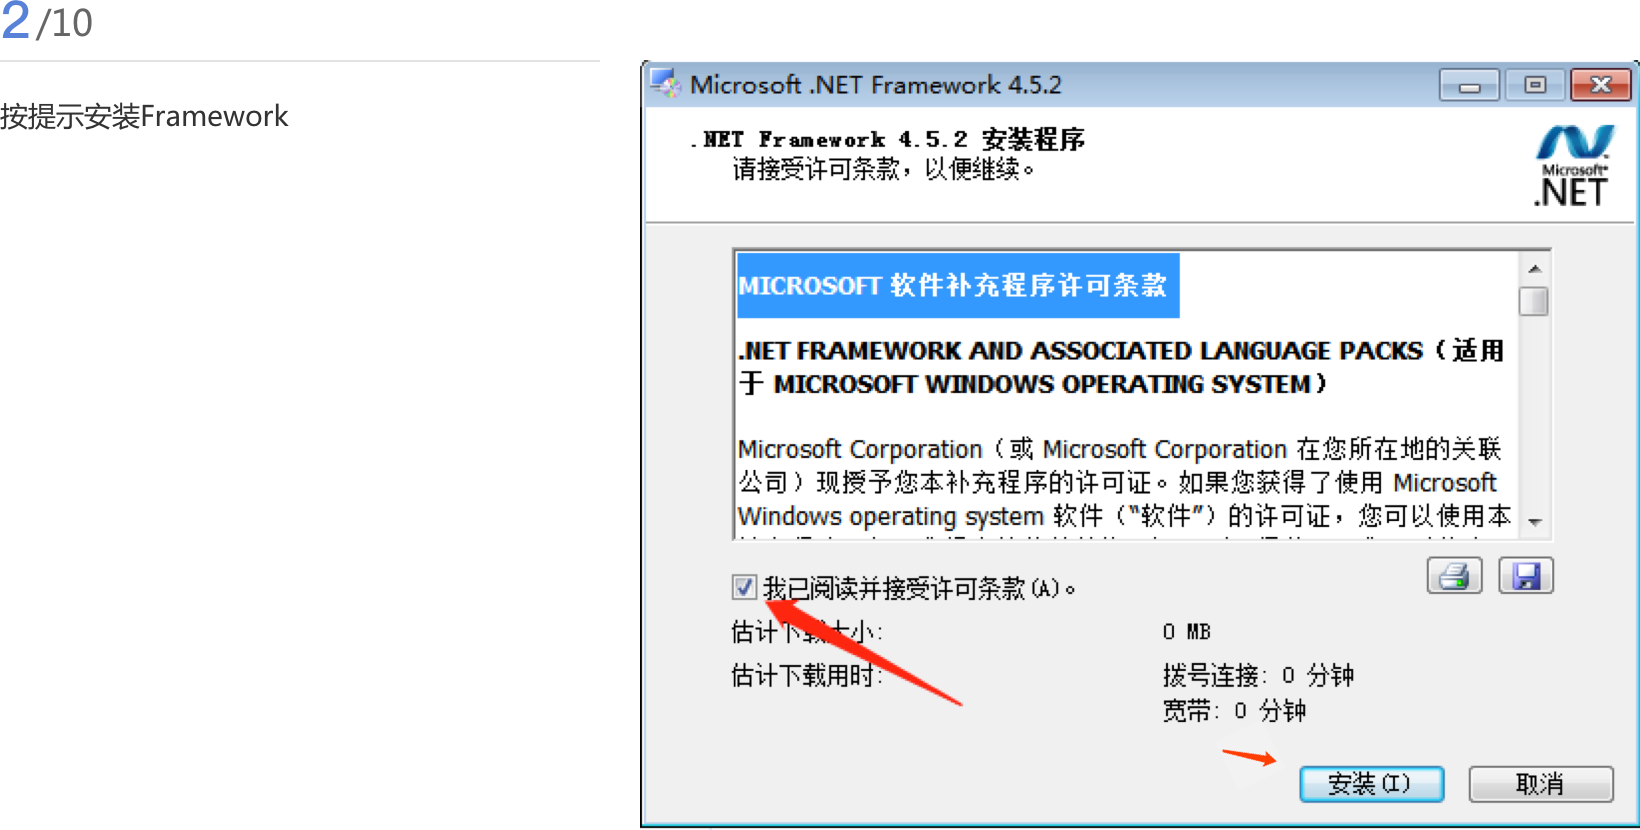 2/10
按提示安装Framework
Microsoft .NET Framework 4.5.2
.NET Framework 4.5.2 安装程序
请接受许可条款，以便继续。
Microsoft
.NET
MICROSOFT 软件补充程序许可条款
.NET FRAMEWORK AND ASSOCIATED LANGUAGE PACKS（适用
于 MICROSOFT WINDOWS OPERATING SYSTEM）
Microsoft Corporation（或 Microsoft Corporation 在您所在地的关联
公司）现授予您本补充程序的许可证。如果您获得了使用 Microsoft
Windows operating system 软件（“软件”）的许可证，您可以使用本
我已阅读并接受许可条款(A)。
估计下载大小: 0 MB
估计下载用时: 拨号连接: 0 分钟
宽带: 0 分钟
安装(I) 取消